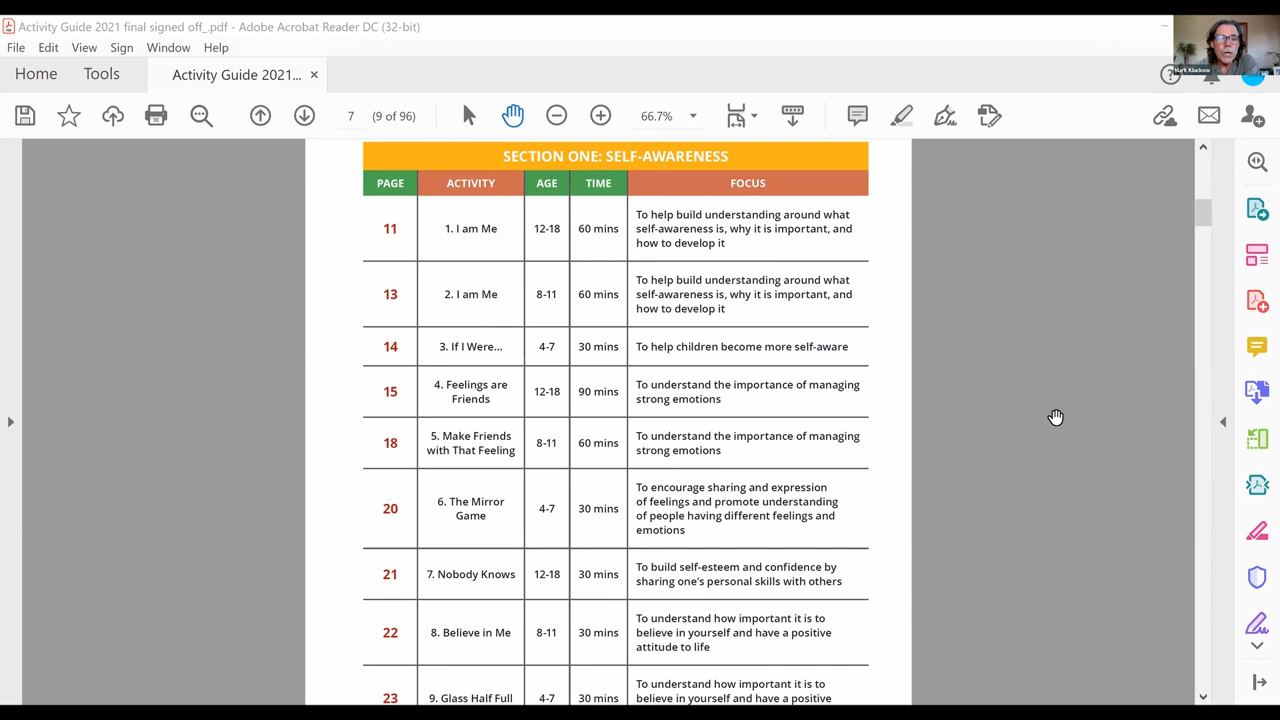 Activity Guide 2021 final signed off_.pdf - Adobe Acrobat Reader DC (32-bit)
File Edit View Sign Window Help
Home Tools Activity Guide 2021... ×
7 (9 of 96) 66.7%
Mark Kluckow
SECTION ONE: SELF-AWARENESS
PAGE ACTIVITY AGE TIME FOCUS
11 1. I am Me 12-18 60 mins To help build understanding around what
self-awareness is, why it is important, and
how to develop it
13 2. I am Me 8-11 60 mins To help build understanding around what
self-awareness is, why it is important, and
how to develop it
14 3. If I Were... 4-7 30 mins To help children become more self-aware
15 4. Feelings are
Friends 12-18 90 mins To understand the importance of managing
strong emotions
18 5. Make Friends
with That Feeling 8-11 60 mins To understand the importance of managing
strong emotions
20 6. The Mirror
Game 4-7 30 mins To encourage sharing and expression
of feelings and promote understanding
of people having different feelings and
emotions
21 7. Nobody Knows 12-18 30 mins To build self-esteem and confidence by
sharing one's personal skills with others
22 8. Believe in Me 8-11 30 mins To understand how important it is to
believe in yourself and have a positive
attitude to life
23 9. Glass Half Full 4-7 30 mins To understand how important it is to
believe in yourself and have a positive